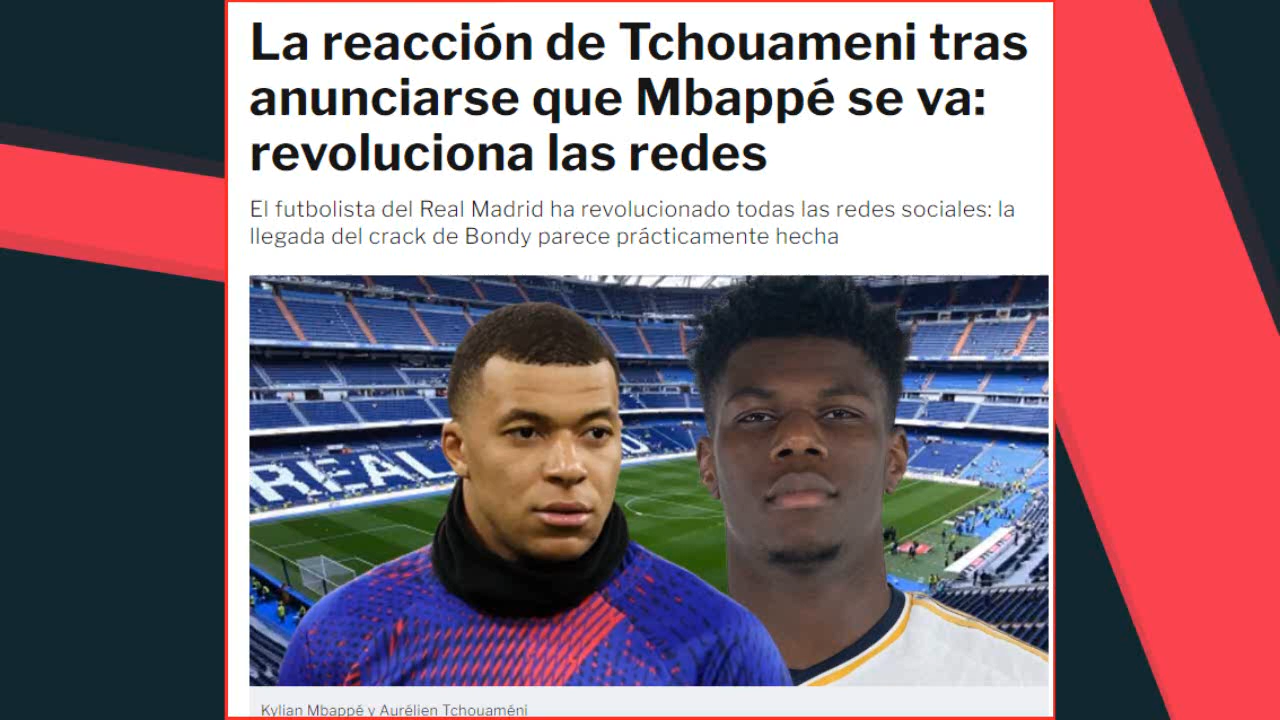 La reacción de Tchouameni tras
anunciarse que Mbappé se va:
revoluciona las redes
El futbolista del Real Madrid ha revolucionado todas las redes sociales: la
llegada del crack de Bondy parece prácticamente hecha
REAL
Kylian Mbappé y Aurélien Tchouaméni